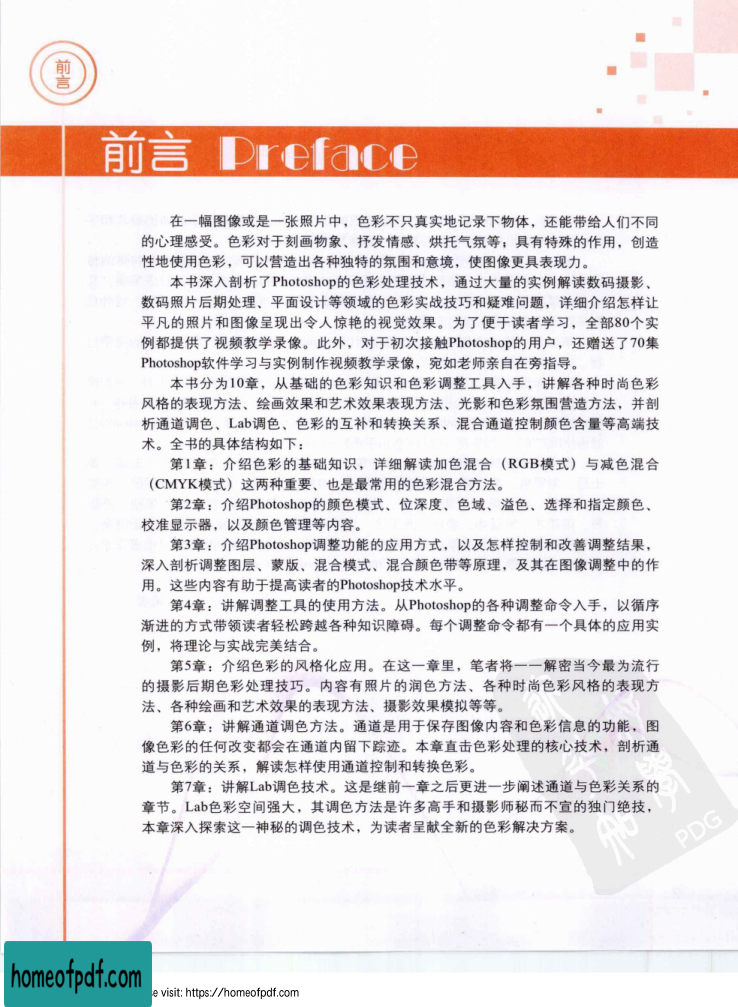 前言
前言 Preface
在一幅图像或是一张照片中，色彩不只真实地记录下物体，还能带给人们不同
的心理感受。色彩对于刻画物象、抒发情感、烘托气氛等，具有特殊的作用，创造
性地使用色彩，可以营造出各种独特的氛围和意境，使图像更具表现力。
本书深入剖析了Photoshop的色彩处理技术，通过大量的实例解读数码摄影、
数码照片后期处理、平面设计等领域的色彩实战技巧和疑难问题，详细介绍怎样让
平凡的照片和图像呈现出令人惊艳的视觉效果。为了便于读者学习，全部80个实
例都提供了视频教学录像。此外，对于初次接触Photoshop的用户，还赠送了70集
Photoshop软件学习与实例制作视频教学录像，宛如老师亲自在旁指导。
本书分为10章，从基础的色彩知识和色彩调整工具入手，讲解各种时尚色彩
风格的表现方法、绘画效果和艺术效果表现方法、光影和色彩氛围营造方法，并剖
析通道调色、Lab调色、色彩的互补和转换关系、混合通道控制颜色含量等高端技
术。全书的具体结构如下：
第1章：介绍色彩的基础知识，详细解读加色混合（RGB模式）与减色混合
（CMYK模式）这两种重要、也是最常用的色彩混合方法。
第2章：介绍Photoshop的颜色模式、位深度、色域、溢色、选择和指定颜色、
校准显示器，以及颜色管理等内容。
第3章：介绍Photoshop调整功能的应用方式，以及怎样控制和改善调整结果，
深入剖析调整图层、蒙版、混合模式、混合颜色带等原理，及其在图像调整中的作
用。这些内容有助于提高读者的Photoshop技术水平。
第4章：讲解调整工具的使用方法。从Photoshop的各种调整命令入手，以循序
渐进的方式带领读者轻松跨越各种知识障碍。每个调整命令都有一个具体的应用实
例，将理论与实战完美结合。
第5章：介绍色彩的风格化应用。在这一章里，笔者将一一解密当今最为流行
的摄影后期色彩处理技巧。内容有照片的润色方法、各种时尚色彩风格的表现方
法、各种绘画和艺术效果的表现方法、摄影效果模拟等等。
第6章：讲解通道调色方法。通道是用于保存图像内容和色彩信息的功能，图
像色彩的任何改变都会在通道内留下踪迹。本章直击色彩处理的核心技术，剖析通
道与色彩的关系，解读怎样使用通道控制和转换色彩。
第7章：讲解Lab调色技术。这是继前一章之后更进一步阐述通道与色彩关系的
章节。Lab色彩空间强大，其调色方法是许多高手和摄影师秘而不宣的独门绝技，
本章深入探索这一神秘的调色技术，为读者呈献全新的色彩解决方案。
PDG
homeofpdf.com
se visit: https://homeofpdf.com